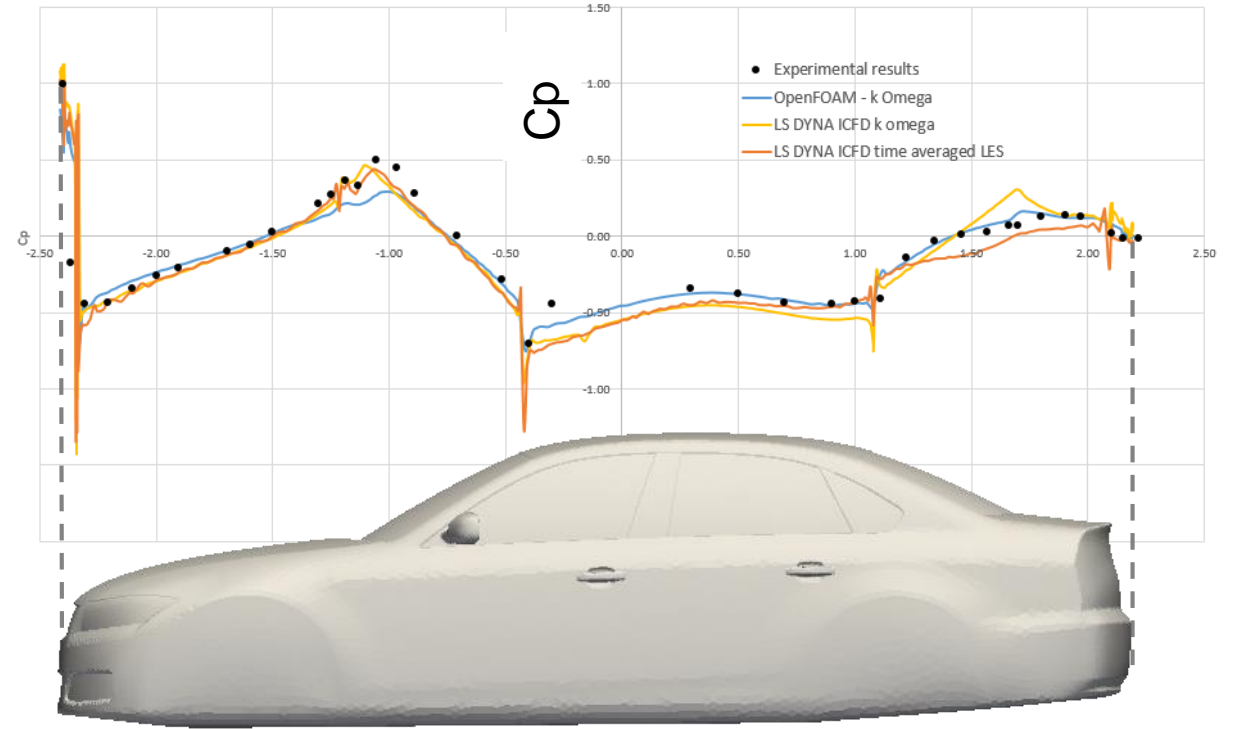 1.50
Cp
1.00
Experimental results
OpenFOAM - k Omega
LS DYNA ICFD k omega
LS DYNA ICFD time averaged LES
0.50
Cp
0.00
-2.50
-2.00
-1.50
-1.00
-0.50
0.00
0.50
1.00
1.50
2.00
2.50
-0.50
-1.00